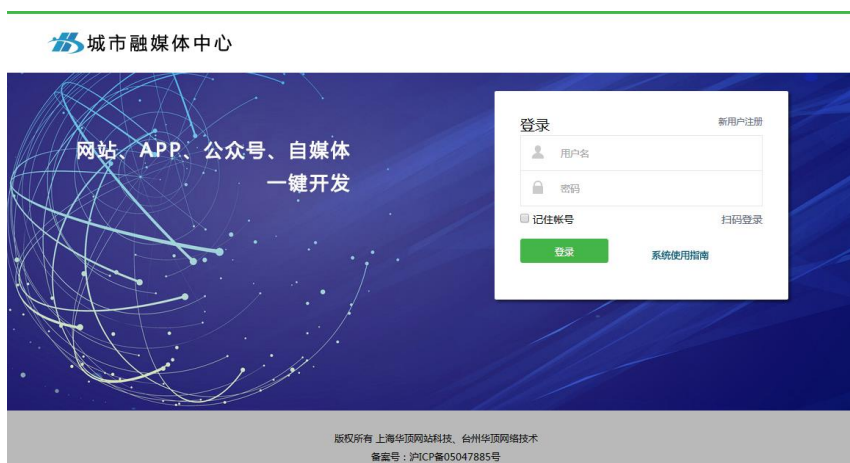 城市融媒体中心
网站、APP、公众号、自媒体
一键开发
登录
新用户注册
用户名
密码
记住帐号
扫码登录
登录
系统使用指南
版权所有 上海华顶网站科技、台州华顶网络技术
备案号：沪ICP备05047885号